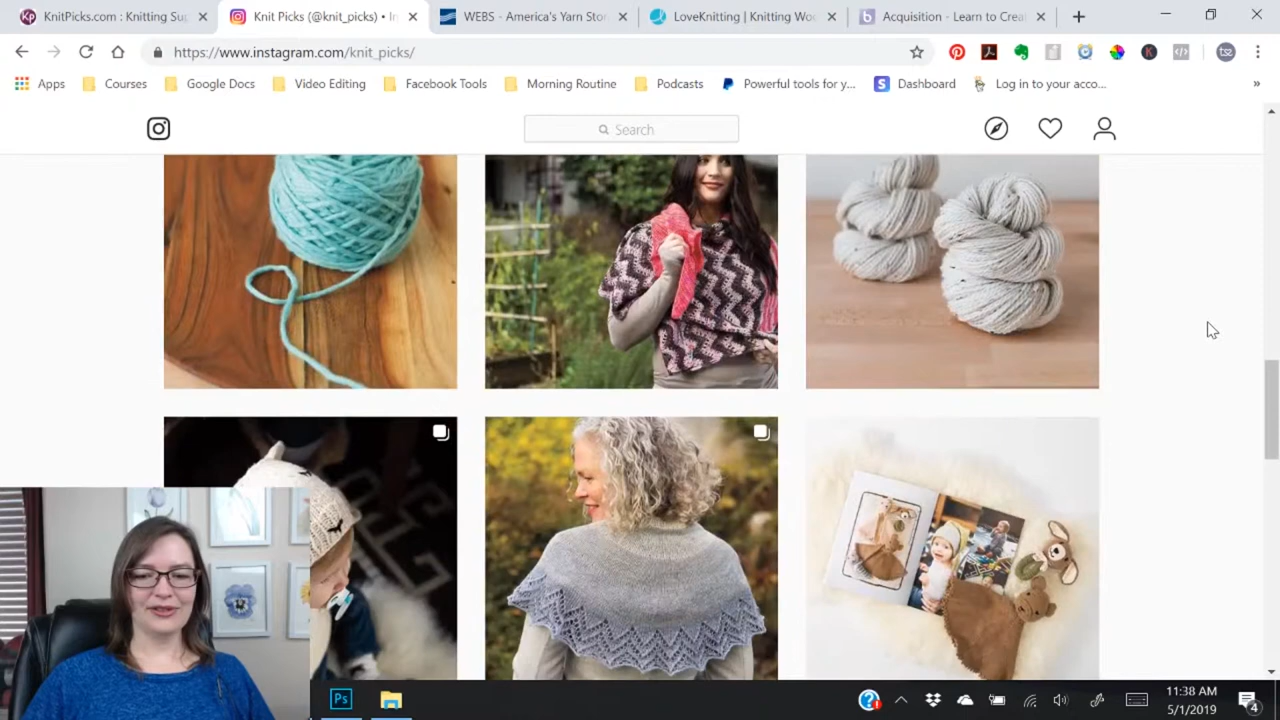 KnitPicks.com : Knitting Su
Knit Picks (@knit_picks) • In
WEBS - America's Yarn Stor
LoveKnitting | Knitting Woo
Acquisition - Learn to Creat
https://www.instagram.com/knit_picks/
Apps
Courses
Google Docs
Video Editing
Facebook Tools
Morning Routine
Podcasts
Powerful tools for y...
Dashboard
Log in to your acco...
Search
11:38 AM
5/1/2019